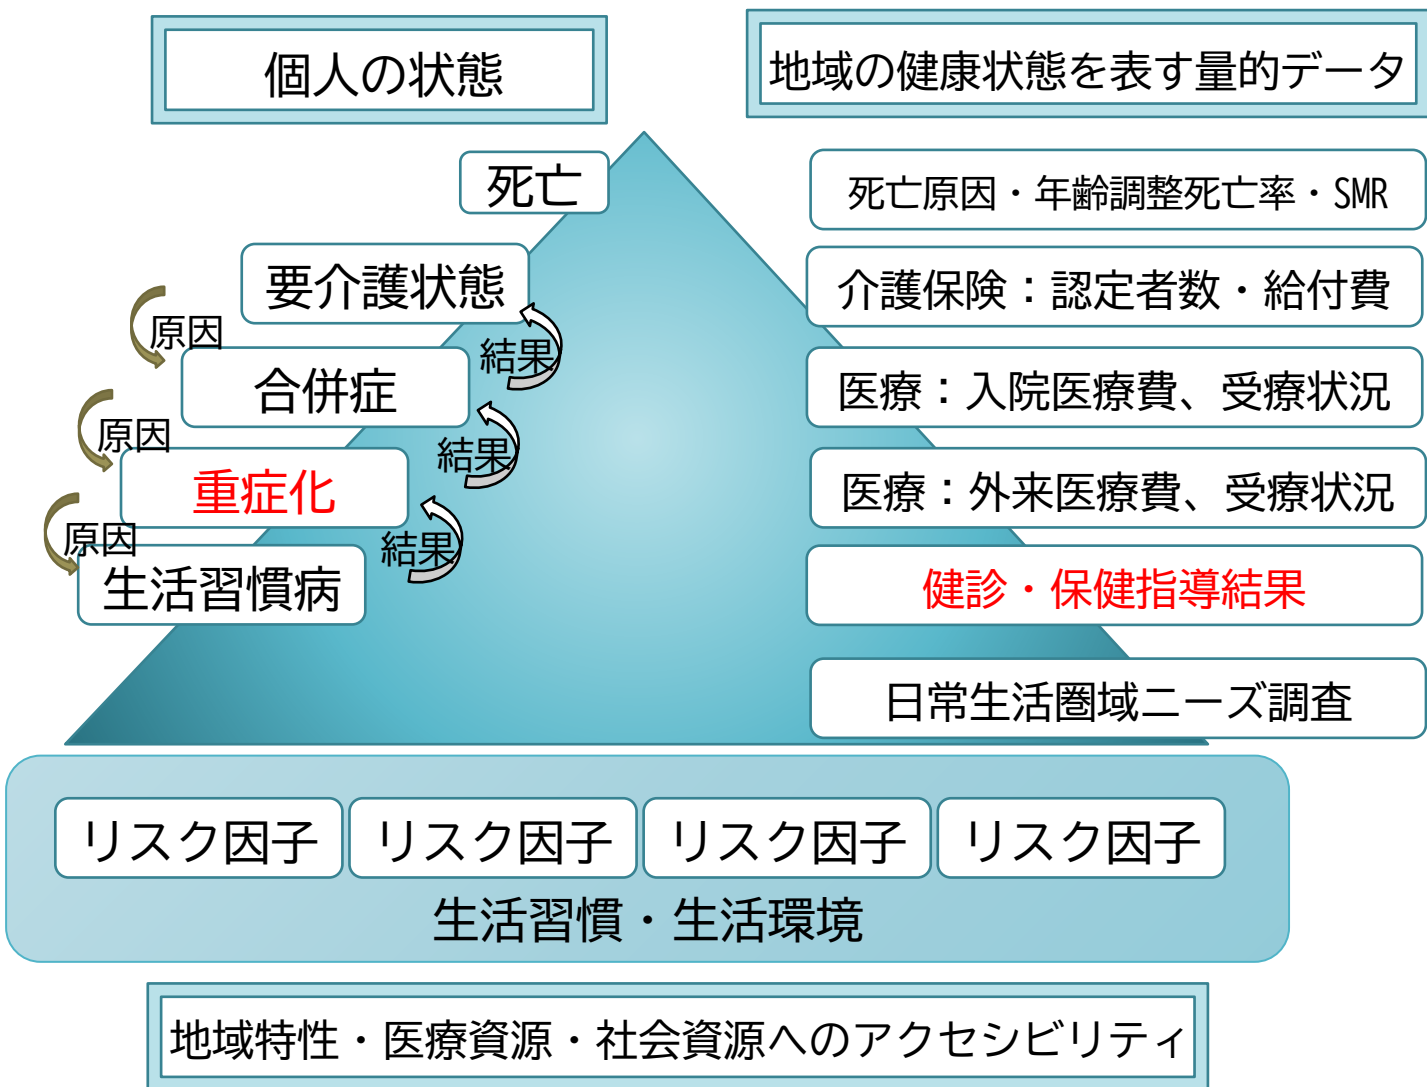 個人の状態
地域の健康状態を表す量的データ
死亡
死亡原因・年齢調整死亡率・SMR
要介護状態
介護保険：認定者数・給付費
原因
結果
合併症
医療：入院医療費、受療状況
原因
結果
重症化
医療：外来医療費、受療状況
原因
結果
生活習慣病
健診・保健指導結果
日常生活圏域ニーズ調査
リスク因子
リスク因子
リスク因子
リスク因子
生活習慣・生活環境
地域特性・医療資源・社会資源へのアクセシビリティ